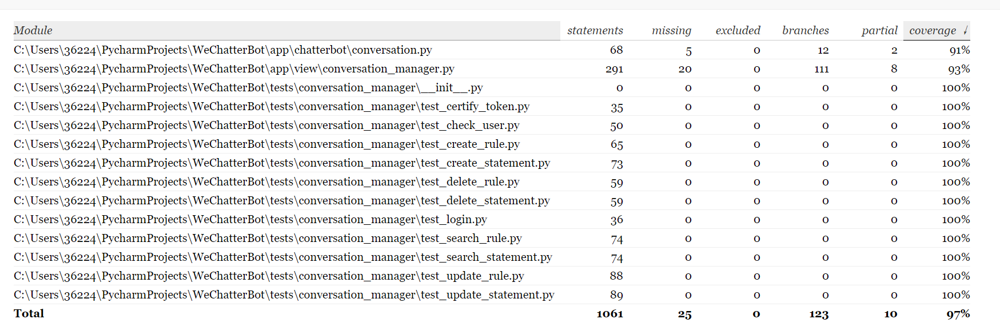 Module statements missing excluded branches partial coverage ↓
C:\Users\36224\PycharmProjects\WeChatterBot\app\chatterbot\conversation.py 68 5 0 12 2 91%
C:\Users\36224\PycharmProjects\WeChatterBot\app\view\conversation_manager.py 291 20 0 111 8 93%
C:\Users\36224\PycharmProjects\WeChatterBot\tests\conversation_manager\__init__.py 0 0 0 0 0 100%
C:\Users\36224\PycharmProjects\WeChatterBot\tests\conversation_manager\test_certify_token.py 35 0 0 0 0 100%
C:\Users\36224\PycharmProjects\WeChatterBot\tests\conversation_manager\test_check_user.py 50 0 0 0 0 100%
C:\Users\36224\PycharmProjects\WeChatterBot\tests\conversation_manager\test_create_rule.py 65 0 0 0 0 100%
C:\Users\36224\PycharmProjects\WeChatterBot\tests\conversation_manager\test_create_statement.py 73 0 0 0 0 100%
C:\Users\36224\PycharmProjects\WeChatterBot\tests\conversation_manager\test_delete_rule.py 59 0 0 0 0 100%
C:\Users\36224\PycharmProjects\WeChatterBot\tests\conversation_manager\test_delete_statement.py 59 0 0 0 0 100%
C:\Users\36224\PycharmProjects\WeChatterBot\tests\conversation_manager\test_login.py 36 0 0 0 0 100%
C:\Users\36224\PycharmProjects\WeChatterBot\tests\conversation_manager\test_search_rule.py 74 0 0 0 0 100%
C:\Users\36224\PycharmProjects\WeChatterBot\tests\conversation_manager\test_search_statement.py 74 0 0 0 0 100%
C:\Users\36224\PycharmProjects\WeChatterBot\tests\conversation_manager\test_update_rule.py 88 0 0 0 0 100%
C:\Users\36224\PycharmProjects\WeChatterBot\tests\conversation_manager\test_update_statement.py 89 0 0 0 0 100%
Total 1061 25 0 123 10 97%